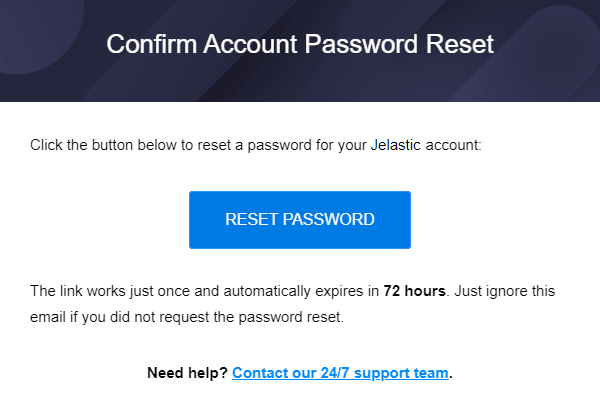 Confirm Account Password Reset
Click the button below to reset a password for your Jelastic account:
RESET PASSWORD
The link works just once and automatically expires in 72 hours. Just ignore this
email if you did not request the password reset.
Need help? Contact our 24/7 support team.